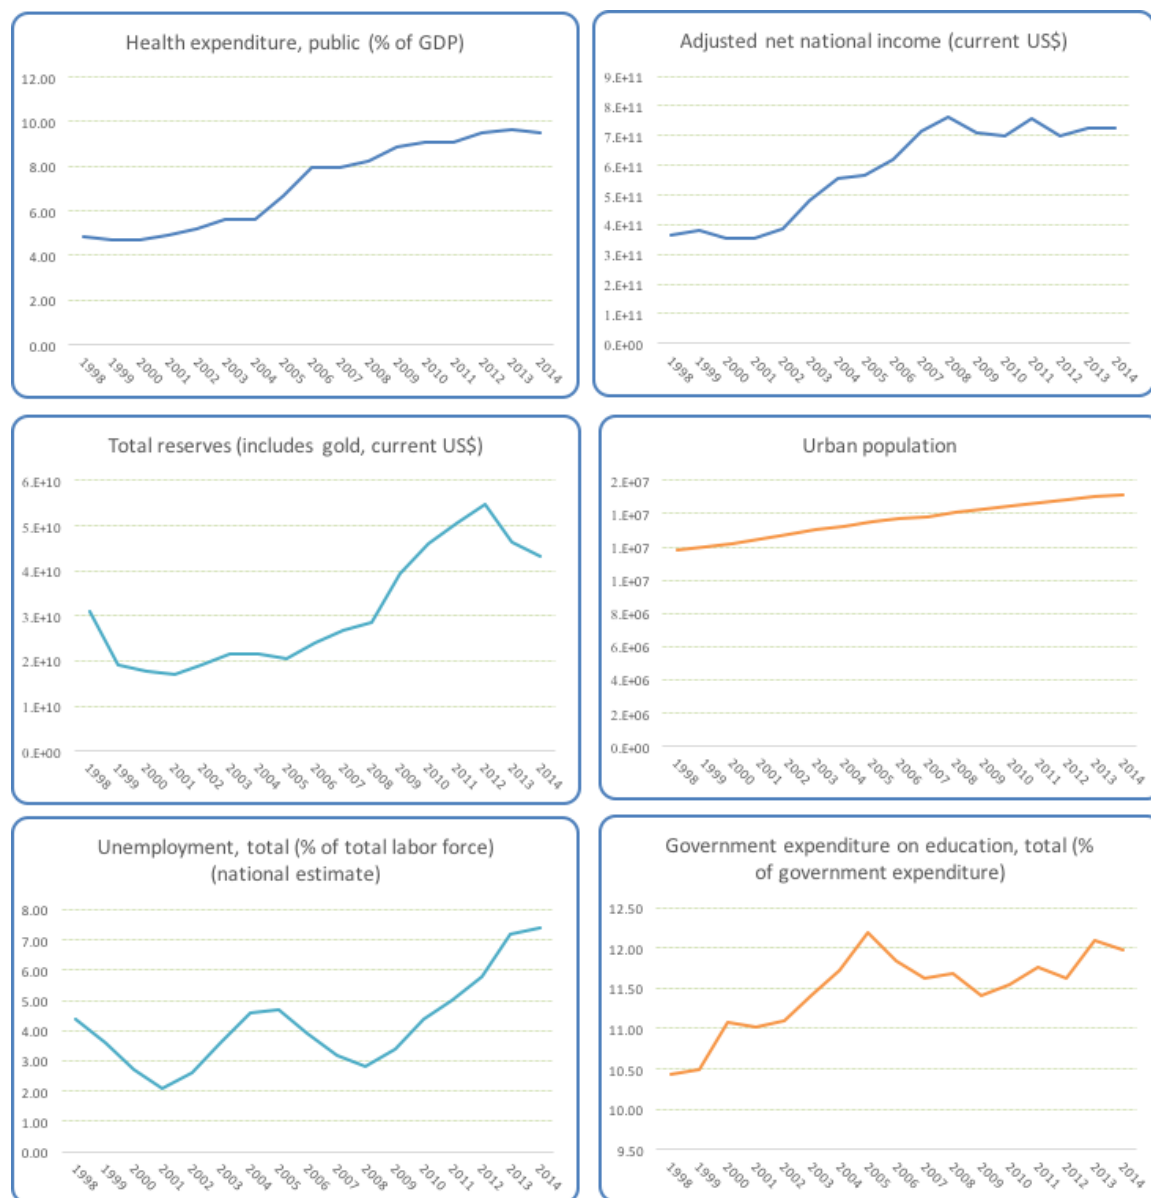 Health expenditure, public (% of GDP)
12.00
10.00
8.00
6.00
4.00
2.00
0.00
1998 1999 2000 2001 2002 2003 2004 2005 2006 2007 2008 2009 2010 2011 2012 2013 2014
Adjusted net national income (current US$)
9.E+11
8.E+11
7.E+11
6.E+11
5.E+11
4.E+11
3.E+11
2.E+11
1.E+11
0.E+00
1998 1999 2000 2001 2002 2003 2004 2005 2006 2007 2008 2009 2010 2011 2012 2013 2014
Total reserves (includes gold, current US$)
6.E+10
5.E+10
4.E+10
3.E+10
2.E+10
1.E+10
0.E+00
1998 1999 2000 2001 2002 2003 2004 2005 2006 2007 2008 2009 2010 2011 2012 2013 2014
Urban population
2.E+07
1.E+07
1.E+07
1.E+07
8.E+06
6.E+06
4.E+06
2.E+06
0.E+00
1998 1999 2000 2001 2002 2003 2004 2005 2006 2007 2008 2009 2010 2011 2012 2013 2014
Unemployment, total (% of total labor force)
(national estimate)
8.00
7.00
6.00
5.00
4.00
3.00
2.00
1.00
0.00
1998 1999 2000 2001 2002 2003 2004 2005 2006 2007 2008 2009 2010 2011 2012 2013 2014
Government expenditure on education, total (%
of government expenditure)
12.50
12.00
11.50
11.00
10.50
10.00
9.50
1998 1999 2000 2001 2002 2003 2004 2005 2006 2007 2008 2009 2010 2011 2012 2013 2014